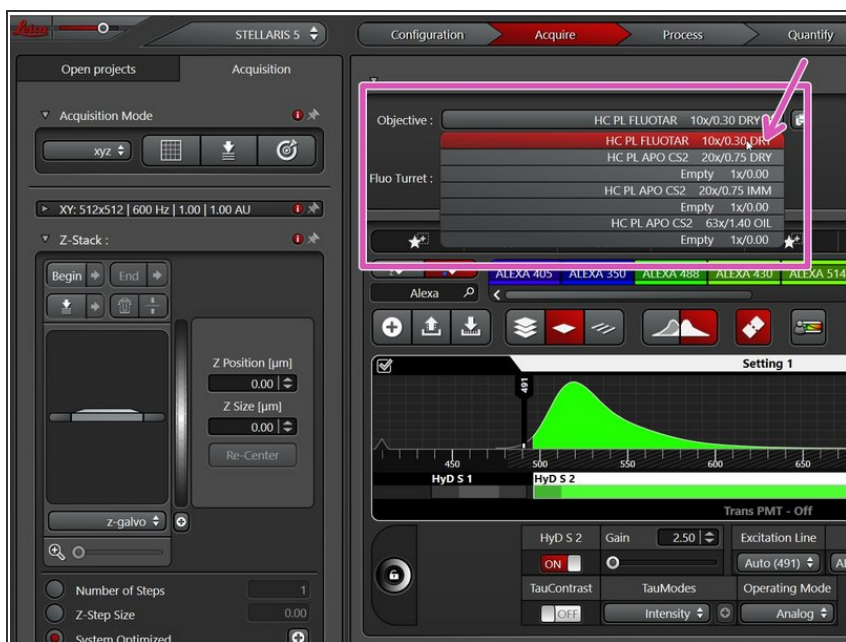 Leica
STELLARIS 5
Configuration
Acquire
Process
Quantify
Open projects
Acquisition
Acquisition Mode
xyz
Objective :
HC PL FLUOTAR 10x/0.30 DRY
HC PL FLUOTAR 10x/0.30 DRY
HC PL APO CS2 20x/0.75 DRY
Empty 1x/0.00
HC PL APO CS2 20x/0.75 IMM
Empty 1x/0.00
HC PL APO CS2 63x/1.40 OIL
Empty 1x/0.00
Fluo Turret :
XY: 512x512 | 600 Hz | 1.00 | 1.00 AU
Z-Stack :
Begin
End
Z Position [µm]
0.00
Z Size [µm]
0.00
Re-Center
z-galvo
Number of Steps
1
Z-Step Size
0.00
System Optimized
ALEXA 405
ALEXA 350
ALEXA 488
ALEXA 430
ALEXA 514
Alexa
Setting 1
491
450
500
550
600
650
HyD S 1
HyD S 2
Trans PMT - Off
HyD S 2
Gain
2.50
Excitation Line
ON
Auto (491)
TauContrast
TauModes
Operating Mode
OFF
Intensity
Analog